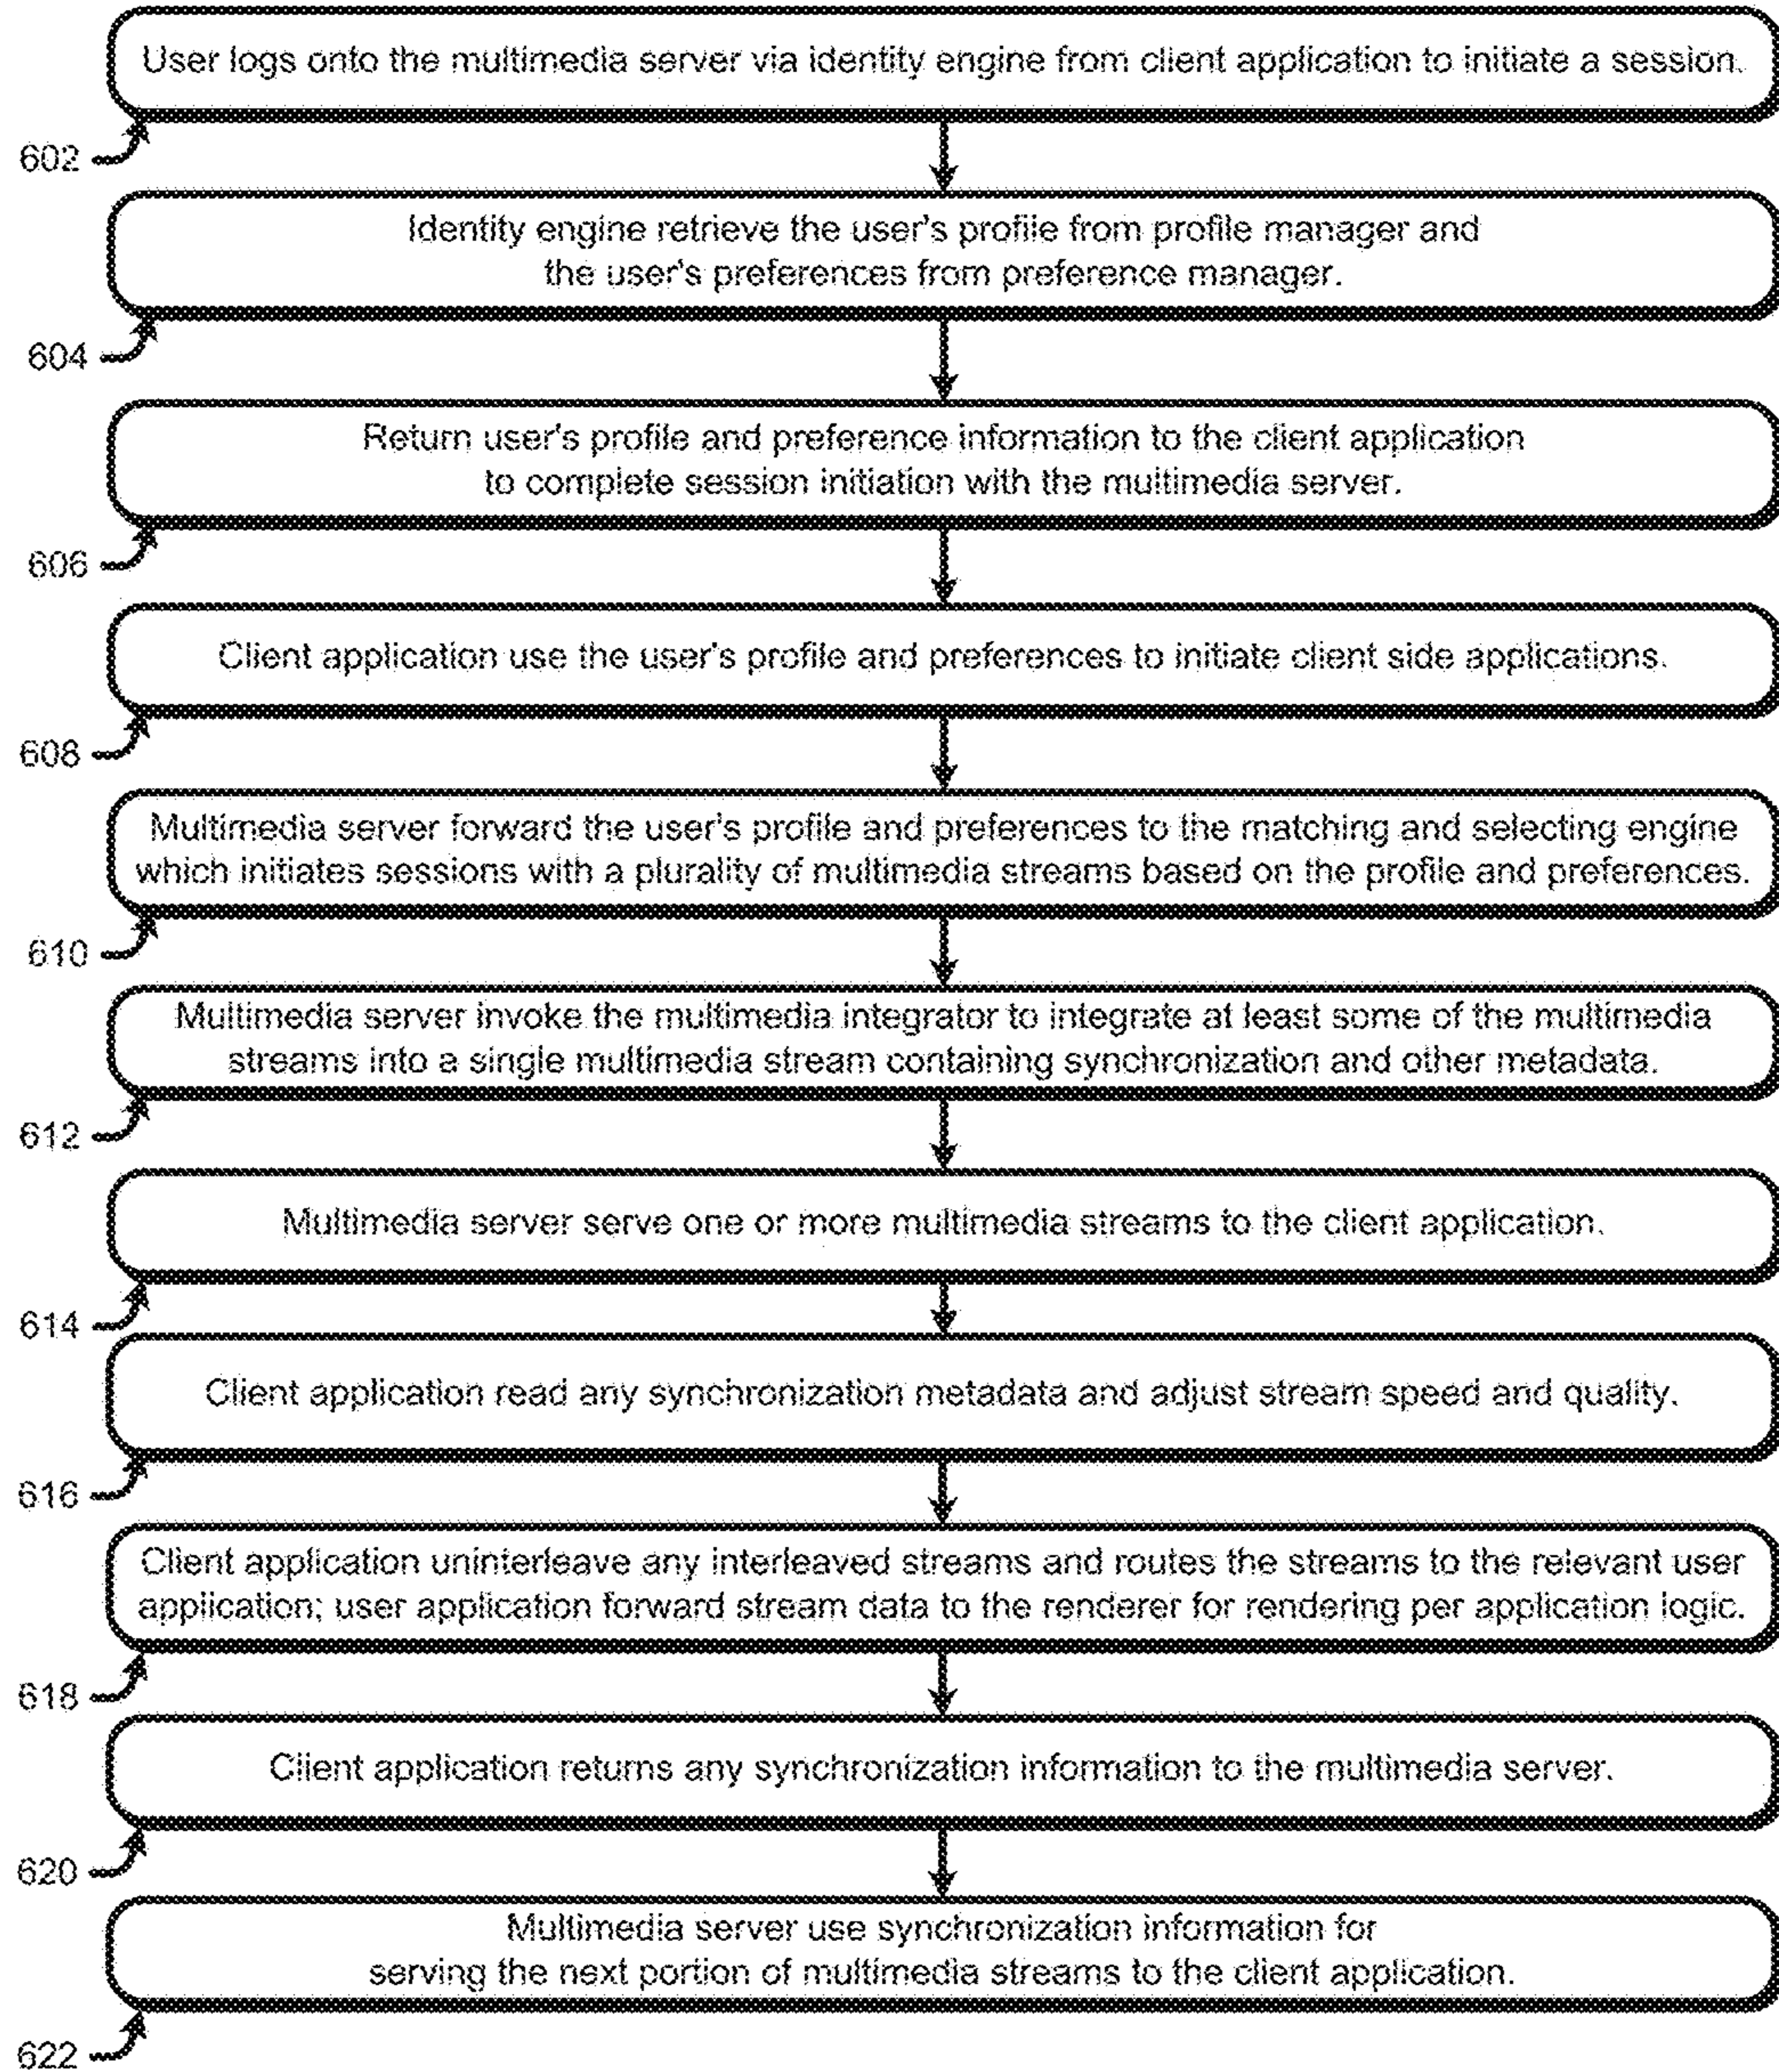 User logs onto the multimedia server via identity engine from client application to initiate a session.
602
Identity engine retrieve the user's profile from profile manager and
the user's preferences from preference manager.
604
Return user's profile and preference information to the client application
to complete session initiation with the multimedia server.
606
Client application use the user's profile and preferences to initiate client side applications.
608
Multimedia server forward the user's profile and preferences to the matching and selecting engine
which initiates sessions with a plurality of multimedia streams based on the profile and preferences.
610
Multimedia server invoke the multimedia integrator to integrate at least some of the multimedia
streams into a single multimedia stream containing synchronization and other metadata.
612
Multimedia server serve one or more multimedia streams to the client application.
614
Client application read any synchronization metadata and adjust stream speed and quality.
616
Client application uninterleave any interleaved streams and routes the streams to the relevant user
application; user application forward stream data to the renderer for rendering per application logic.
618
Client application returns any synchronization information to the multimedia server.
620
Multimedia server use synchronization information for
serving the next portion of multimedia streams to the client application.
622